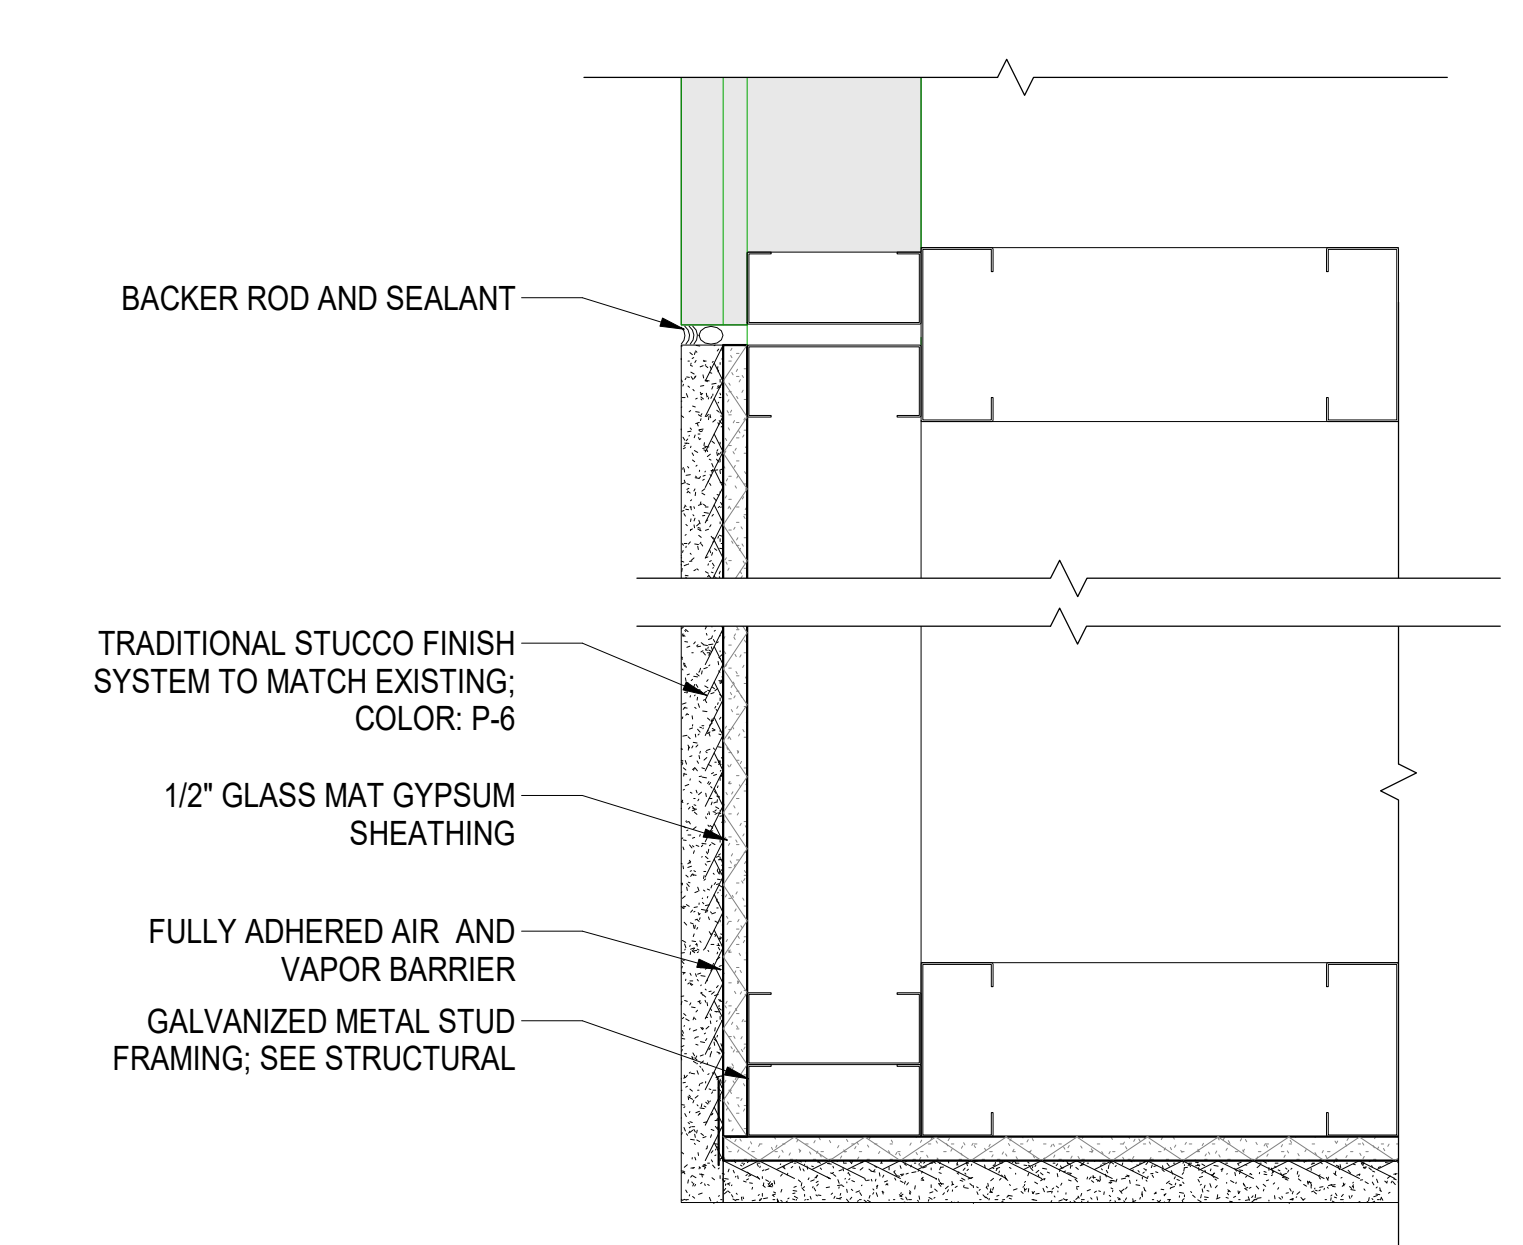 BACKER ROD AND SEALANT
TRADITIONAL STUCCO FINISH
SYSTEM TO MATCH EXISTING;
COLOR: P-6
1/2" GLASS MAT GYPSUM
SHEATHING
FULLY ADHERED AIR  AND
VAPOR BARRIER
GALVANIZED METAL STUD
FRAMING; SEE STRUCTURAL